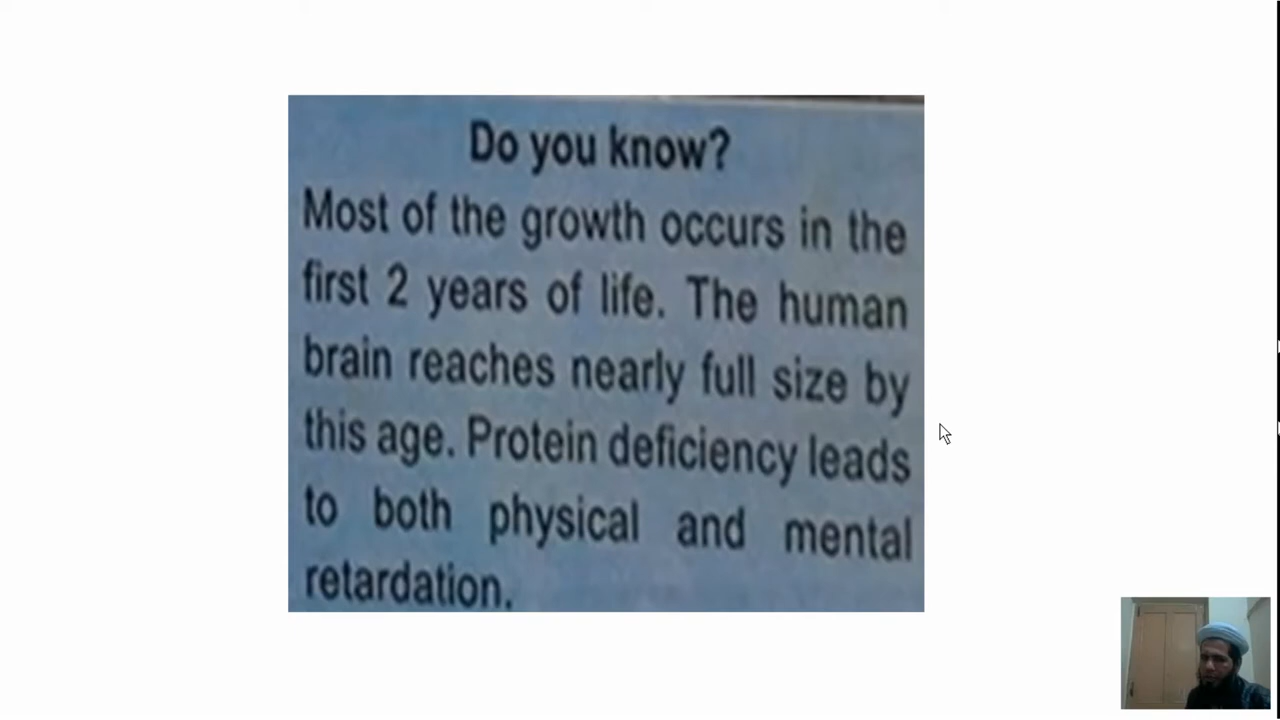 Do you know?
Most of the growth occurs in the
first 2 years of life. The human
brain reaches nearly full size by
this age. Protein deficiency leads
to both physical and mental
retardation.